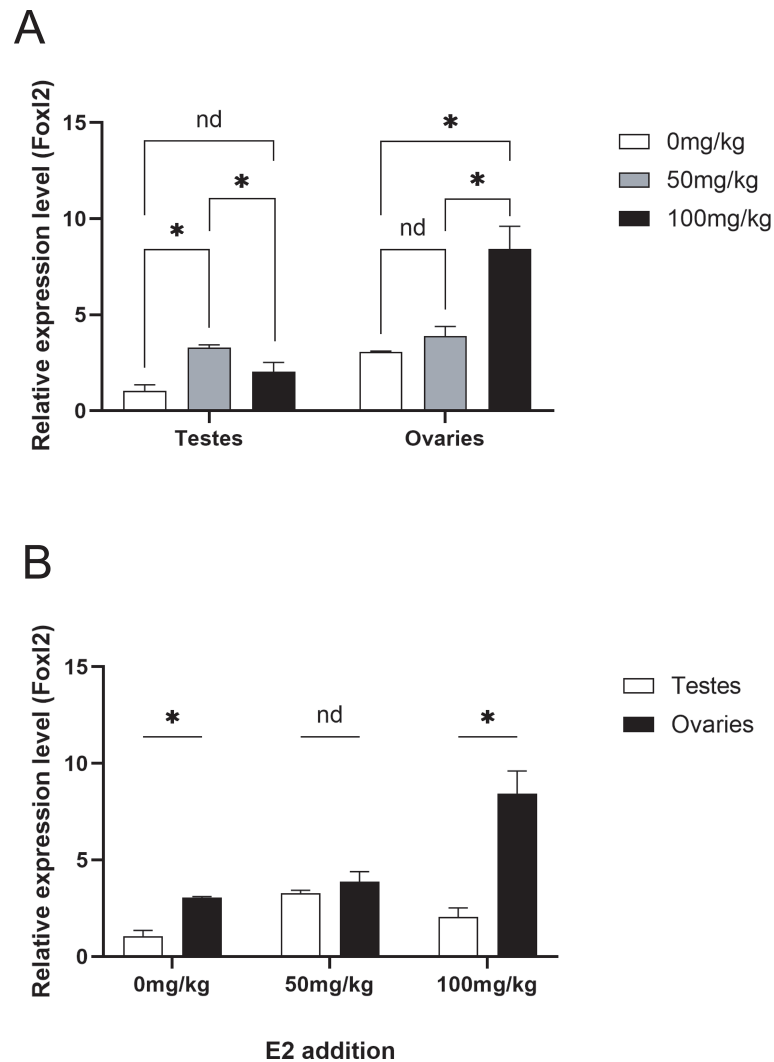 A
Relative expression level (Foxl2)
15
10
5
0
nd
*
*
*
*
nd
Testes
Ovaries
0mg/kg
50mg/kg
100mg/kg
B
Relative expression level (Foxl2)
15
10
5
0
*
nd
*
0mg/kg
50mg/kg
100mg/kg
E2 addition
Testes
Ovaries